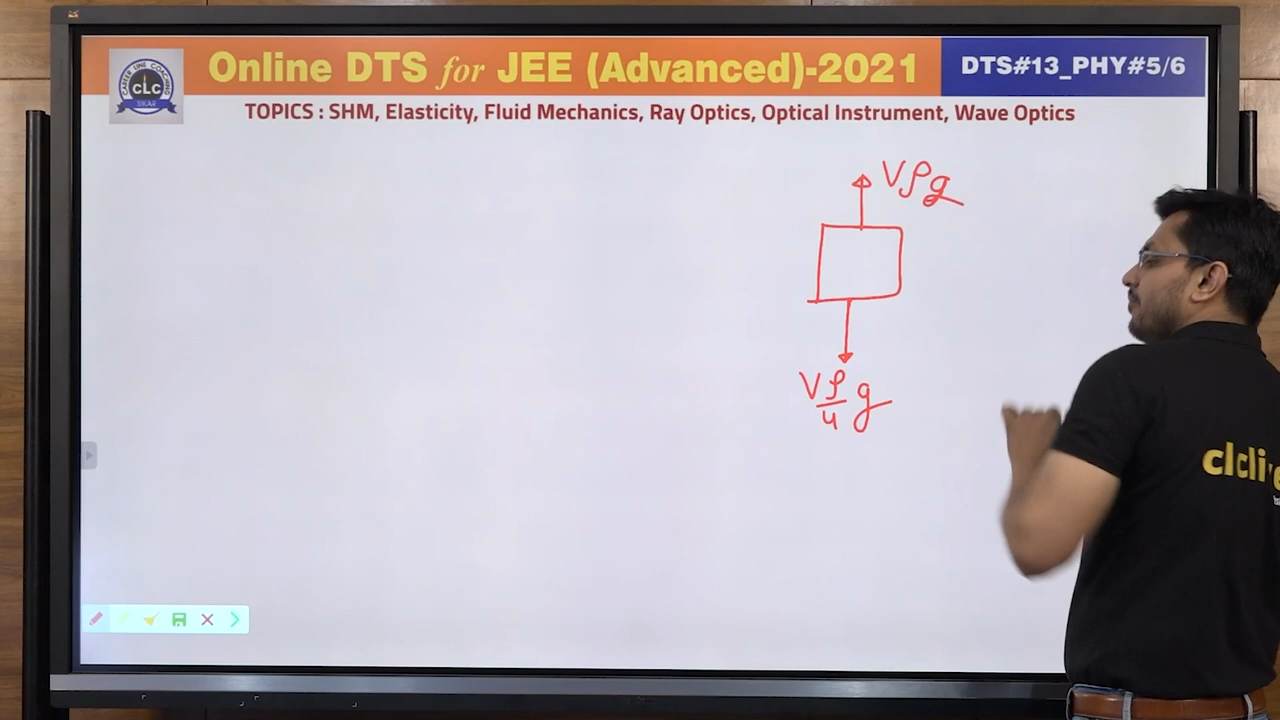 Online DTS for JEE (Advanced)-2021
DTS#13_PHY#5/6
CLC
SIKAR
TOPICS : SHM, Elasticity, Fluid Mechanics, Ray Optics, Optical Instrument, Wave Optics
Vρg
Vρ/4 g